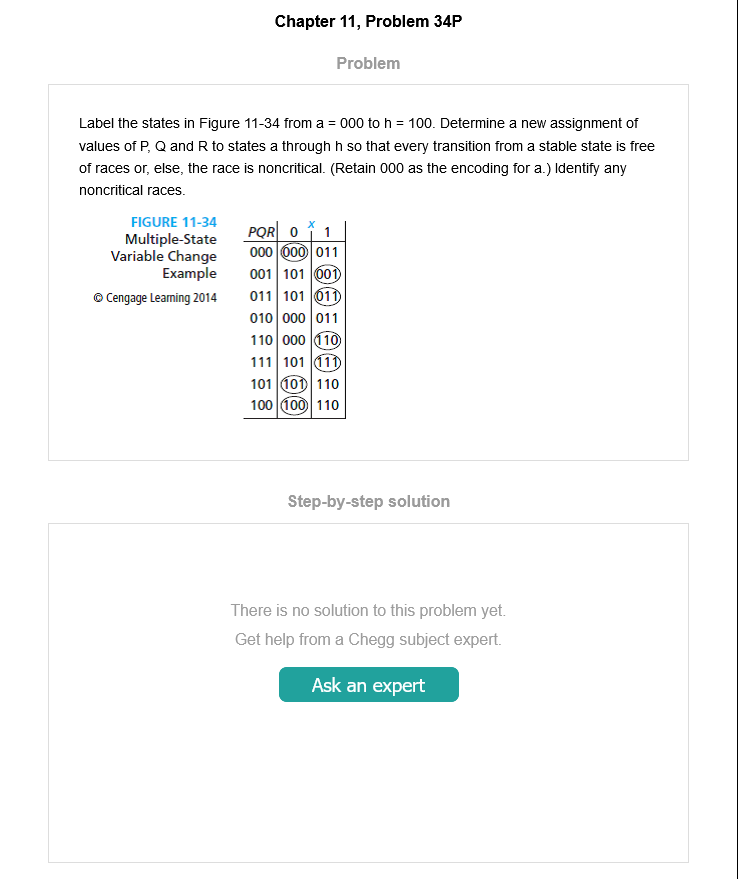 Chapter 11, Problem 34P
Problem
Label the states in Figure 11-34 from a = 000 to h = 100. Determine a new assignment of
values of P, Q and R to states a through h so that every transition from a stable state is free
of races or, else, the race is noncritical. (Retain 000 as the encoding for a.) Identify any
noncritical races.
FIGURE 11-34
Multiple-State
Variable Change
Example
© Cengage Learning 2014
x
PQR 0 1
000 000 011
001 101 001
011 101 011
010 000 011
110 000 110
111 101 111
101 101 110
100 100 110
Step-by-step solution
There is no solution to this problem yet.
Get help from a Chegg subject expert.
Ask an expert